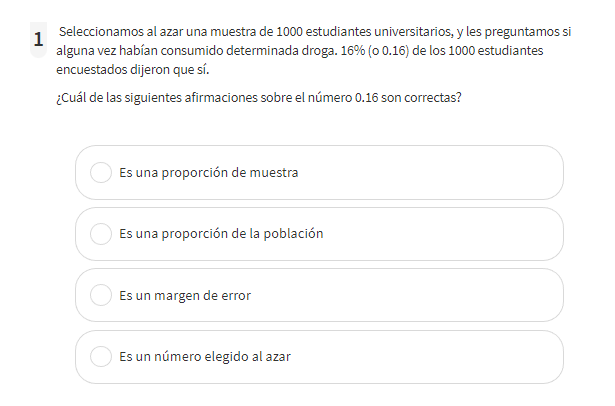 1
Seleccionamos al azar una muestra de 1000 estudiantes universitarios, y les preguntamos si
alguna vez habían consumido determinada droga. 16% (o 0.16) de los 1000 estudiantes
encuestados dijeron que sí.
¿Cuál de las siguientes afirmaciones sobre el número 0.16 son correctas?
Es una proporción de muestra
Es una proporción de la población
Es un margen de error
Es un número elegido al azar